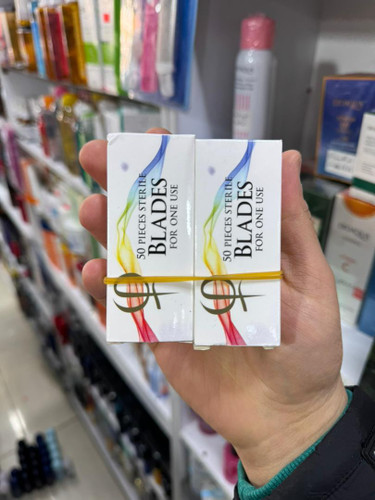 50 PIECES STERILE
BLADES
FOR ONE USE
50 PIECES STERILE
BLADES
FOR ONE USE